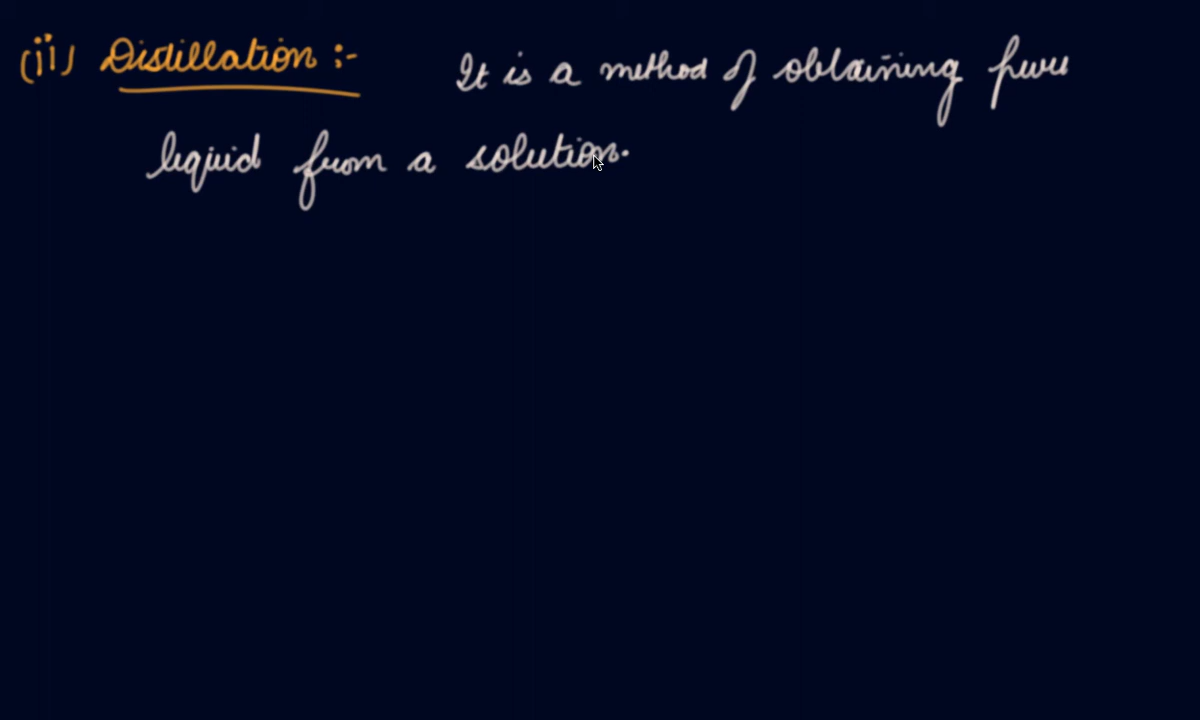 (ii) Distillation :- It is a method of obtaining pure
liquid from a solution.